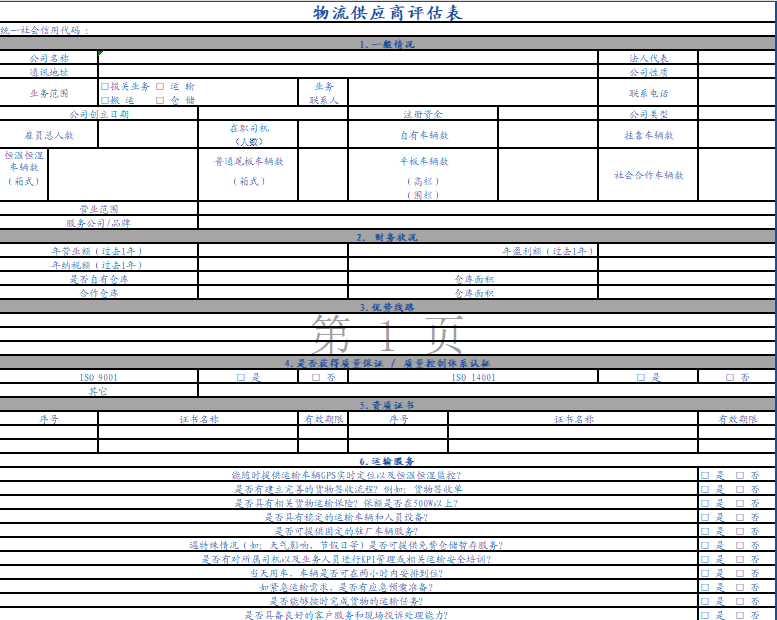 物流供应商评估表
统一社会信用代码：
1.一般情况
公司名称 法人代表
通讯地址 公司性质
业务范围 □报关业务 □ 运 输 业务 联系电话
□搬 运 □ 仓 储 联系人
公司创立日期 注册资金 公司类型
雇员总人数 在职司机 自有车辆数 挂靠车辆数
（人数）
恒温恒湿 普通尾板车辆数 平板车辆数
车辆数 社会合作车辆数
（箱式） （箱式） （高栏）
（围栏）
营业范围
服务公司/品牌
2. 财务状况
年营业额（过去1年） 年盈利额（过去1年）
年纳税额（过去1年）
是否自有仓库 仓库面积
合作仓库 仓库面积
3.优势线路
第 1 页
4.是否获得质量保证 / 质量控制体系认证
ISO 9001 □ 是 □ 否 ISO 14001 □ 是 □ 否
其它
5.资质证书
序号 证书名称 有效期限 序号 证书名称 有效期限
6.运输服务
能随时提供运输车辆GPS实时定位以及恒温恒湿监控? □ 是 □ 否
是否有建立完善的货物签收流程? 例如: 货物签收单 □ 是 □ 否
是否具有相关货物运输保险? 保额是否在500W以上? □ 是 □ 否
是否具有稳定的运输车辆和人员设备? □ 是 □ 否
是否可提供固定的驻厂车辆服务? □ 是 □ 否
遇特殊情况（如: 天气影响、节假日等)是否可提供免费仓储暂存服务? □ 是 □ 否
是否有对所属司机以及业务人员进行KPI管理或相关运输安全培训? □ 是 □ 否
当天用车, 车辆是否可在两小时内安排到位? □ 是 □ 否
如紧急运输需求, 是否有应急预案准备? □ 是 □ 否
是否能够按时完成货物的运输任务? □ 是 □ 否
是否具备良好的客户服务和现场投诉处理能力? □ 是 □ 否